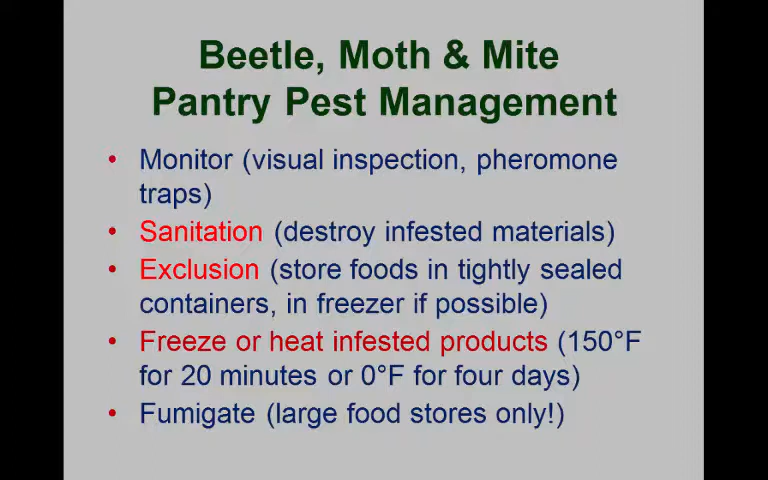 Beetle, Moth & Mite
Pantry Pest Management
• Monitor (visual inspection, pheromone
traps)
• Sanitation (destroy infested materials)
• Exclusion (store foods in tightly sealed
containers, in freezer if possible)
• Freeze or heat infested products (150°F
for 20 minutes or 0°F for four days)
• Fumigate (large food stores only!)